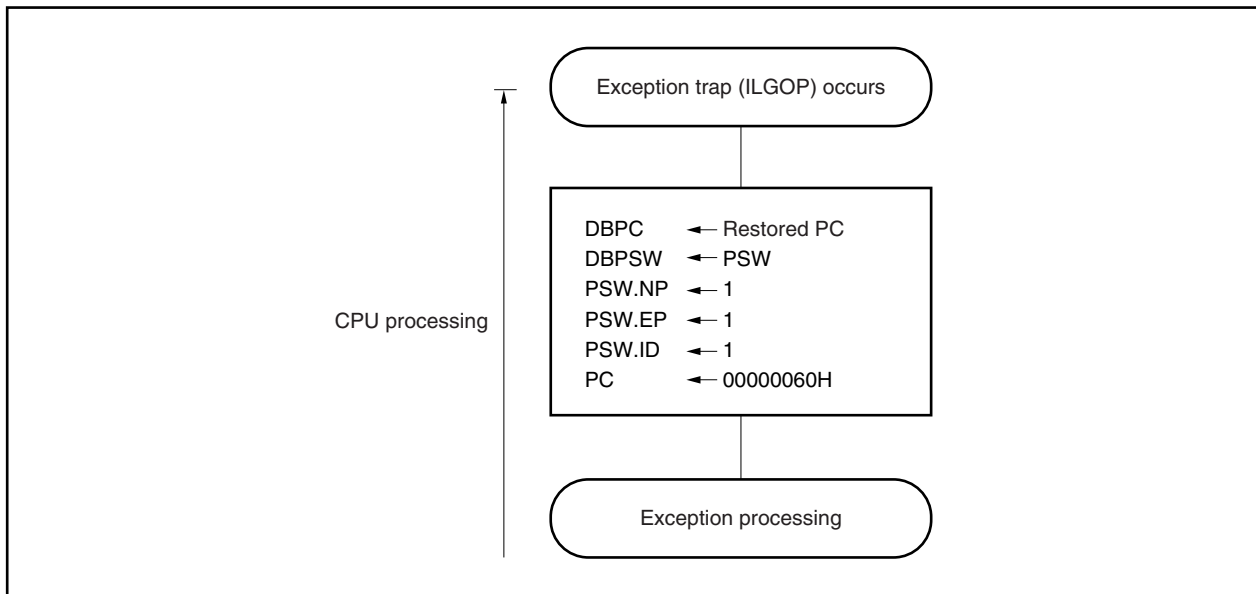 Exception trap (ILGOP) occurs
CPU processing
DBPC ← Restored PC
DBPSW ← PSW
PSW.NP ← 1
PSW.EP ← 1
PSW.ID ← 1
PC ← 00000060H
Exception processing